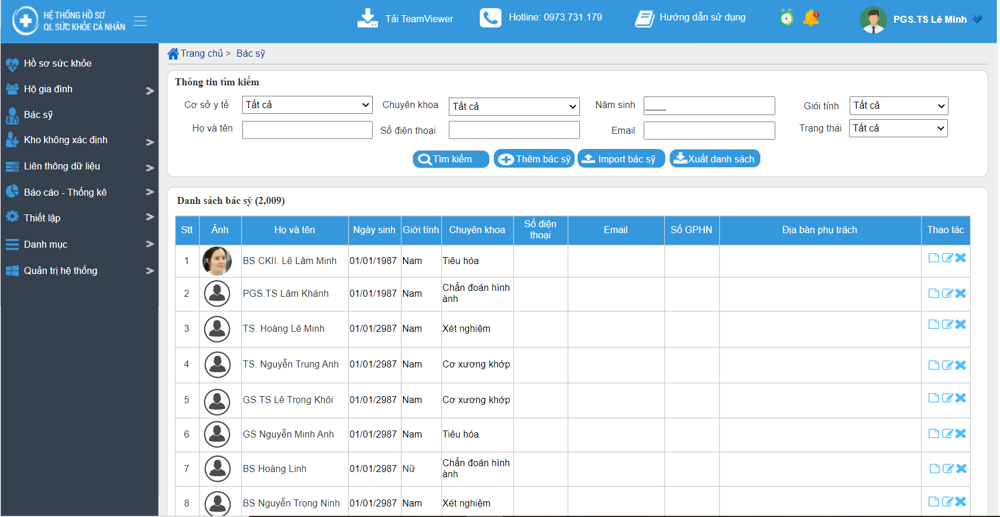 HỆ THỐNG HỒ SƠ
QL SỨC KHỎE CÁ NHÂN
Tải TeamViewer
Hotline: 0973.731.179
Hướng dẫn sử dụng
1
PGS.TS Lê Minh
Hồ sơ sức khỏe
Hộ gia đình
Bác sỹ
Kho không xác định
Liên thông dữ liệu
Báo cáo - Thống kê
Thiết lập
Danh mục
Quản trị hệ thống
Trang chủ > Bác sỹ
Thông tin tìm kiếm
Cơ sở y tế Tất cả Chuyên khoa Tất cả Năm sinh ____ Giói tính Tất cả
Họ và tên Số điện thoại Email Trạng thái Tất cả
Tìm kiếm Thêm bác sỹ Import bác sỹ Xuất danh sách
Danh sách bác sỹ (2,009)
Stt Ảnh Họ và tên Ngày sinh Giới tính Chuyên khoa Số điện thoại Email Số GPHN Địa bàn phụ trách Thao tác
1 BS CKII. Lê Lâm Minh 01/01/1987 Nam Tiêu hóa
2 PGS.TS Lâm Khánh 01/01/1987 Nam Chẩn đoán hình ành
3 TS. Hoàng Lê Minh 01/01/2987 Nam Xét nghiệm
4 TS. Nguyễn Trung Anh 01/01/2987 Nam Cơ xương khớp
5 GS.TS Lê Trọng Khôi 01/01/2987 Nam Cơ xương khớp
6 GS Nguyễn Minh Anh 01/01/2987 Nam Tiêu hóa
7 BS Hoàng Linh 01/01/2987 Nữ Chẩn đoán hình ành
8 BS Nguyễn Trọng Ninh 01/01/2987 Nam Xét nghiệm